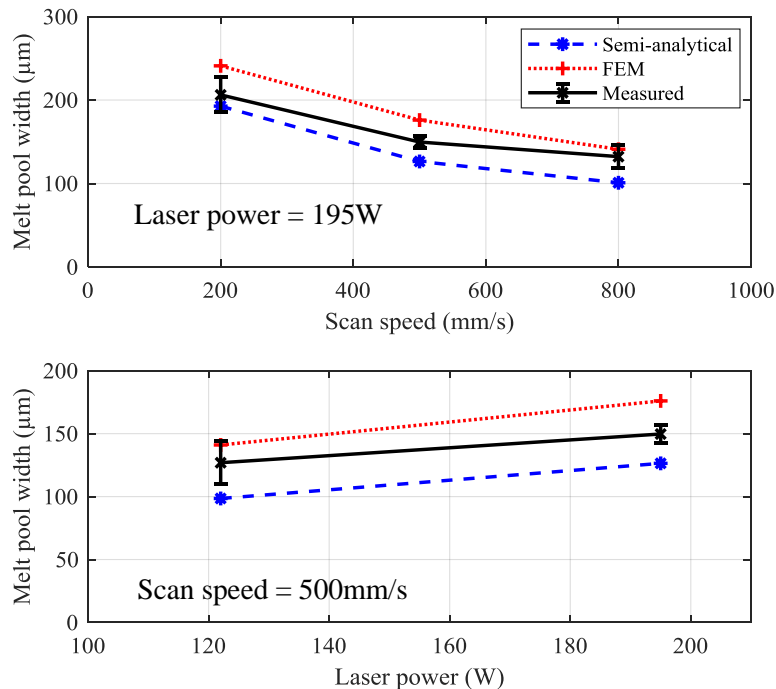 300
200
100
0
Melt pool width (µm)
Semi-analytical
FEM
Measured
Laser power = 195W
0
200
400
600
800
1000
Scan speed (mm/s)
200
150
100
50
0
Melt pool width (µm)
Scan speed = 500mm/s
100
120
140
160
180
200
Laser power (W)